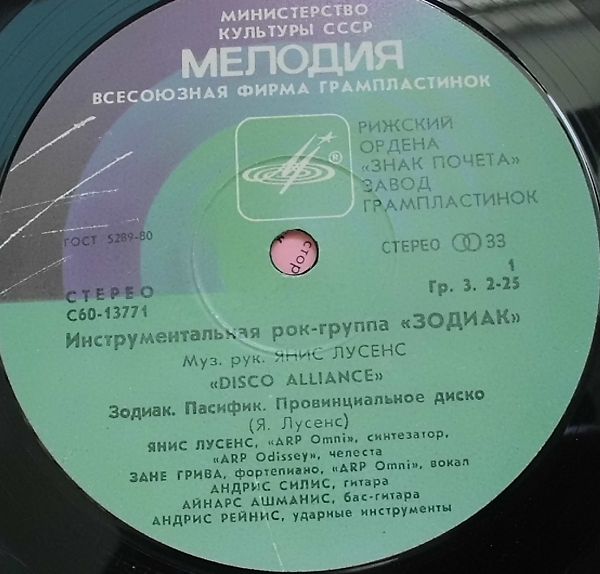 МИНИСТЕРСТВО
КУЛЬТУРЫ СССР
МЕЛОДИЯ
ВСЕСОЮЗНАЯ ФИРМА ГРАМПЛАСТИНОК
®
РИЖСКИЙ
ОРДЕНА
«ЗНАК ПОЧЕТА»
ЗАВОД
ГРАМПЛАСТИНОК
ГОСТ 5289-80
стор
СТЕРЕО 33
СТЕРЕО
1
С60-13771
Гр. 3. 2-25
Инструментальная рок-группа «ЗОДИАК»
Муз. рук. ЯНИС ЛУСЕНС
«DISCO ALLIANCE»
Зодиак. Пасифик. Провинциальное диско
(Я. Лусенс)
ЯНИС ЛУСЕНС, «ARP Omni», синтезатор,
«ARP Odissey», челеста
ЗАНЕ ГРИВА, фортепиано, «ARP Omni», вокал
АНДРИС СИЛИС, гитара
АЙНАРС АШМАНИС, бас-гитара
АНДРИС РЕЙНИС, ударные инструменты